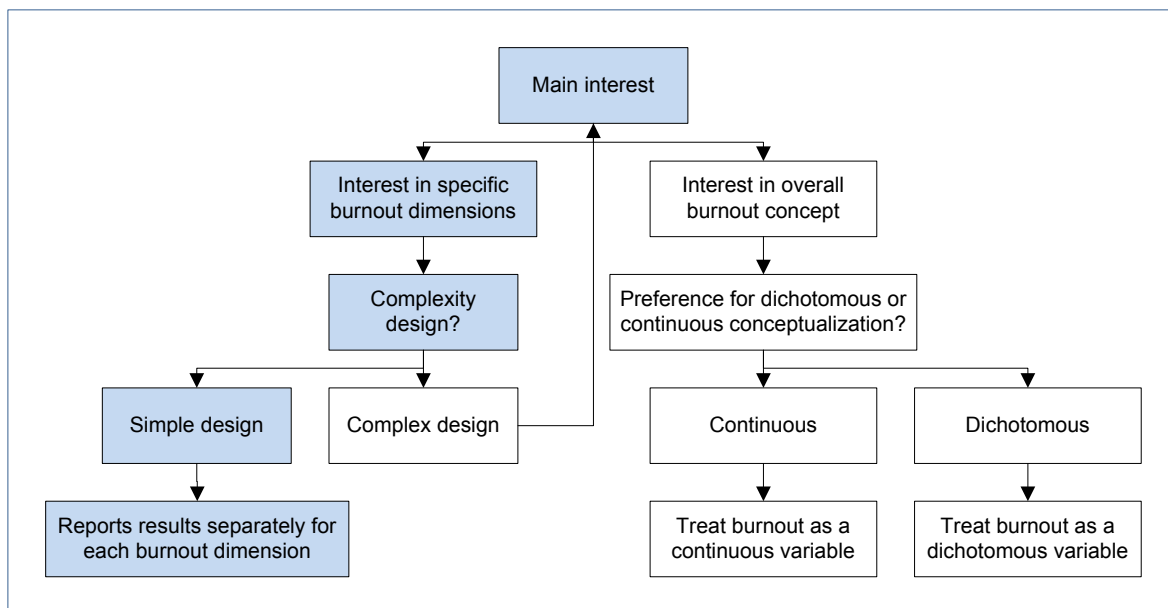 Main interest
Interest in specific
burnout dimensions
Interest in overall
burnout concept
Complexity
design?
Preference for dichotomous or
continuous conceptualization?
Simple design
Complex design
Continuous
Dichotomous
Reports results separately for
each burnout dimension
Treat burnout as a
continuous variable
Treat burnout as a
dichotomous variable